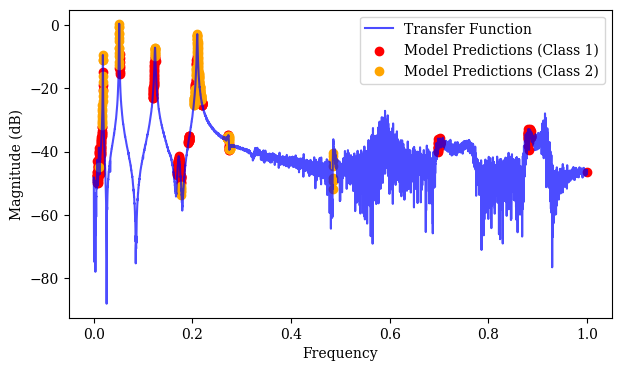 Transfer Function
Model Predictions (Class 1)
Model Predictions (Class 2)
0
−20
−40
−60
−80
Magnitude (dB)
0.0 0.2 0.4 0.6 0.8 1.0
Frequency